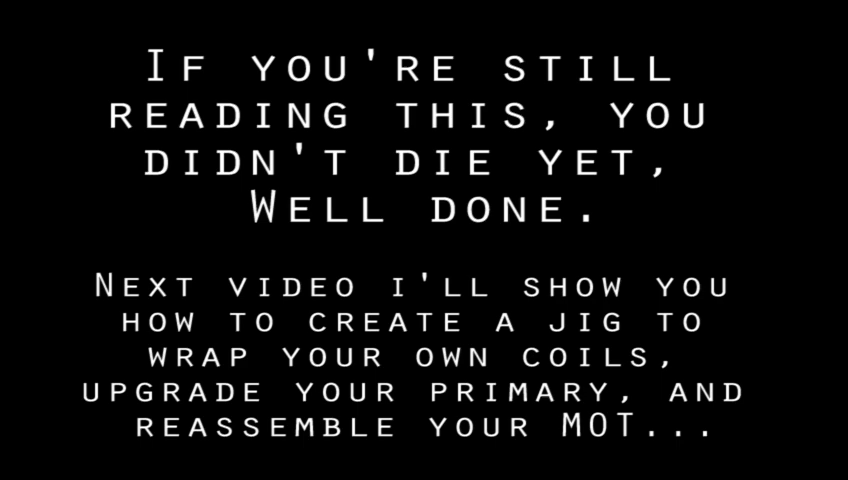 If you're still
reading this, you
didn't die yet,
Well done.
Next video i'll show you
how to create a jig to
wrap your own coils,
upgrade your primary, and
reassemble your MOT...